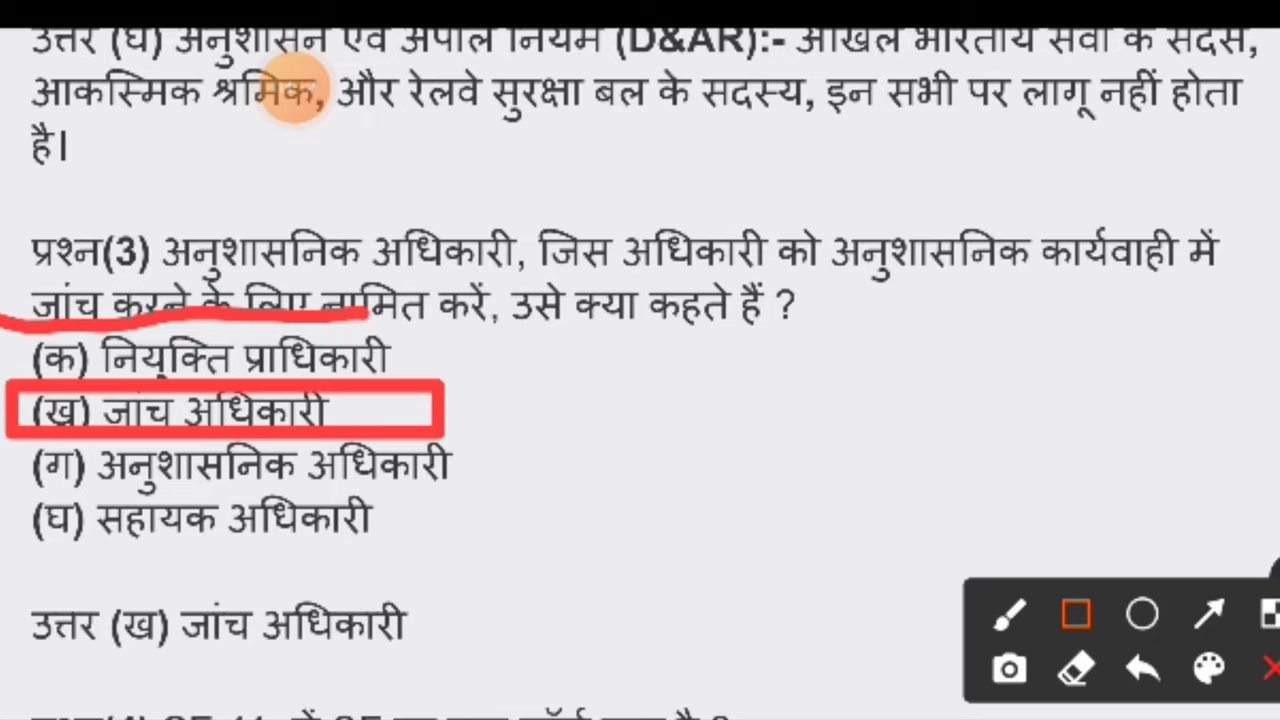 उत्तर (घ) अनुशासन एवं अपील नियम (D&AR):- अखिल भारतीय सेवा के सदस,
आकस्मिक श्रमिक, और रेलवे सुरक्षा बल के सदस्य, इन सभी पर लागू नहीं होता
है।
प्रश्न(3) अनुशासनिक अधिकारी, जिस अधिकारी को अनुशासनिक कार्यवाही में
जांच करने के लिए नामित करें, उसे क्या कहते हैं ?
(क) नियुक्ति प्राधिकारी
(ख) जांच अधिकारी
(ग) अनुशासनिक अधिकारी
(घ) सहायक अधिकारी
उत्तर (ख) जांच अधिकारी